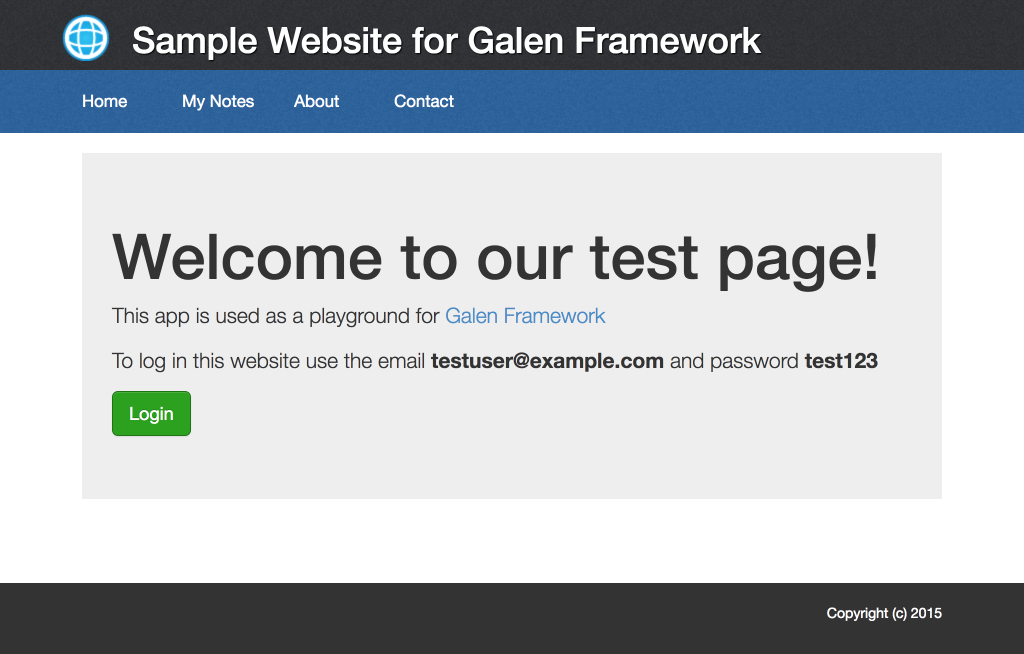 Sample Website for Galen Framework
Home My Notes About Contact
Welcome to our test page!
This app is used as a playground for Galen Framework
To log in this website use the email testuser@example.com and password test123
Login
Copyright (c) 2015